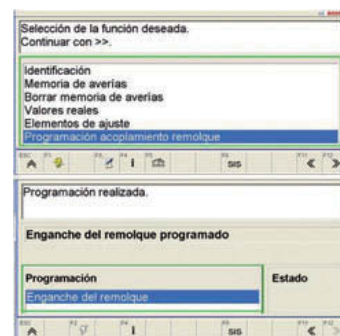 Selección de la función deseada.
Continuar con >>.
Identificación
Memoria de averías
Borrar memoria de averías
Valores reales
Elementos de ajuste
Programación acoplamiento remolque
SIS
Programación realizada.
Enganche del remolque programado
Programación Estado
Enganche del remolque
SIS